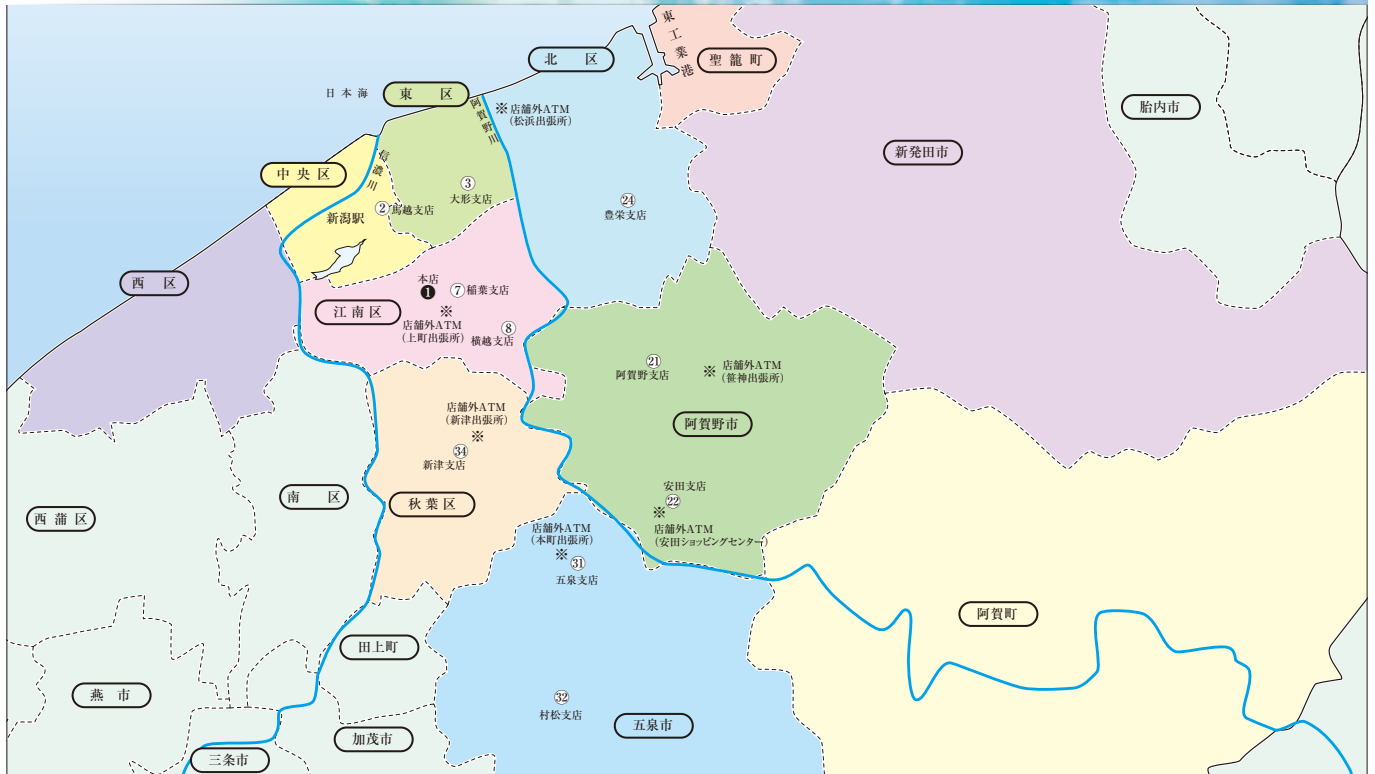 東工業港
北 区
聖籠町
日本海
東 区
阿賀野川
※店舗外ATM
(松浜出張所)
胎内市
新発田市
信濃川
中央区
③
大形支店
②馬越支店
新潟駅
㉔
豊栄支店
西 区
本店
❶
⑦稲葉支店
江南区
※
店舗外ATM
(上町出張所)
⑧
横越支店
㉑
阿賀野支店
※
店舗外ATM
(笹神出張所)
阿賀野市
店舗外ATM
(新津出張所)
※
㉞
新津支店
安田支店
㉒
※
店舗外ATM
(安田ショッピングセンター)
南 区
秋葉区
西蒲区
店舗外ATM
(本町出張所)
※
㉛
五泉支店
阿賀町
田上町
燕 市
㉜
村松支店
五泉市
加茂市
三条市